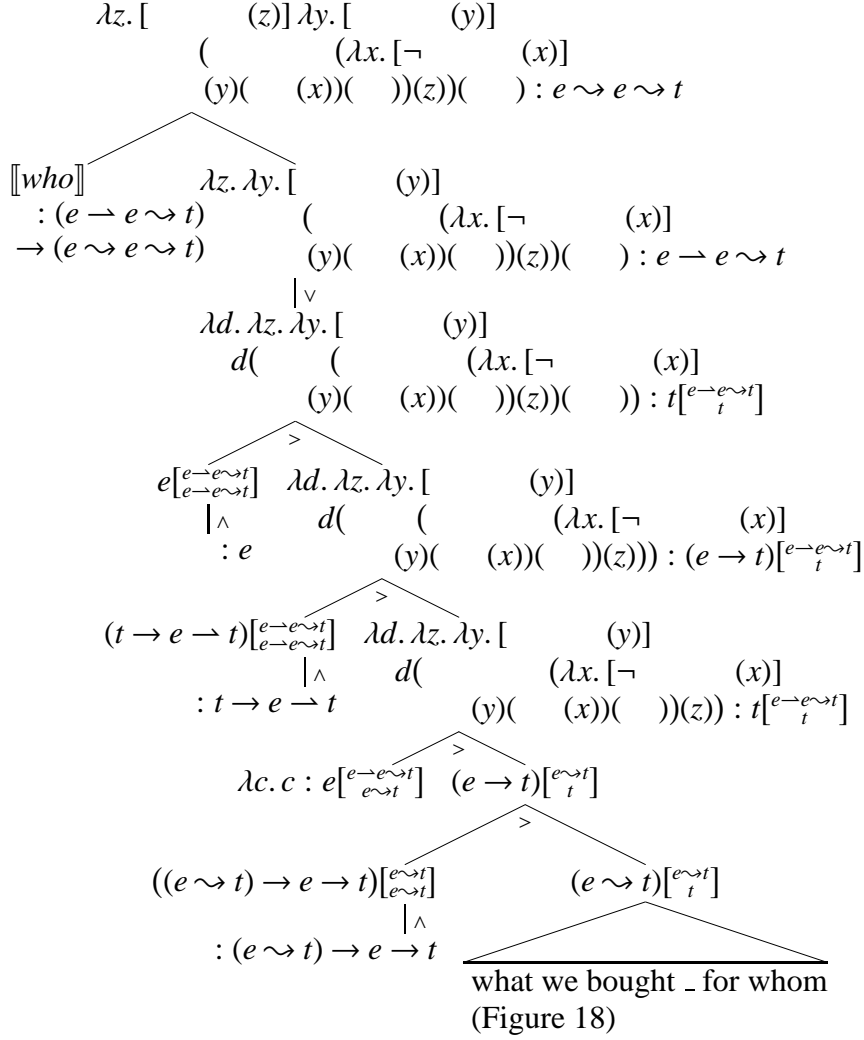 λz. [ (z)] λy. [ (y)]
( (λx. [¬ (x)]
(y)( (x))( ))(z))( ) : e ⇝ e ⇝ t
⟦who⟧ λz. λy. [ (y)]
: (e ⇀ e ⇝ t) ( (λx. [¬ (x)]
→ (e ⇝ e ⇝ t) (y)( (x))( ))(z))( ) : e ⇀ e ⇝ t
∨
λd. λz. λy. [ (y)]
d( ( (λx. [¬ (x)]
(y)( (x))( ))(z))( )) : t[e⇀e⇝t t]
>
e[e⇀e⇝t e⇀e⇝t] λd. λz. λy. [ (y)]
∧ d( ( (λx. [¬ (x)]
: e (y)( (x))( ))(z))) : (e → t)[e⇀e⇝t t]
>
(t → e ⇀ t)[e⇀e⇝t e⇀e⇝t] λd. λz. λy. [ (y)]
∧ d( (λx. [¬ (x)]
: t → e ⇀ t (y)( (x))( ))(z)) : t[e⇀e⇝t t]
>
λc. c : e[e⇀e⇝t e⇝t] (e → t)[e⇝t t]
>
((e ⇝ t) → e → t)[e⇝t e⇝t] (e ⇝ t)[e⇝t t]
∧
: (e ⇝ t) → e → t
what we bought _ for whom
(Figure 18)